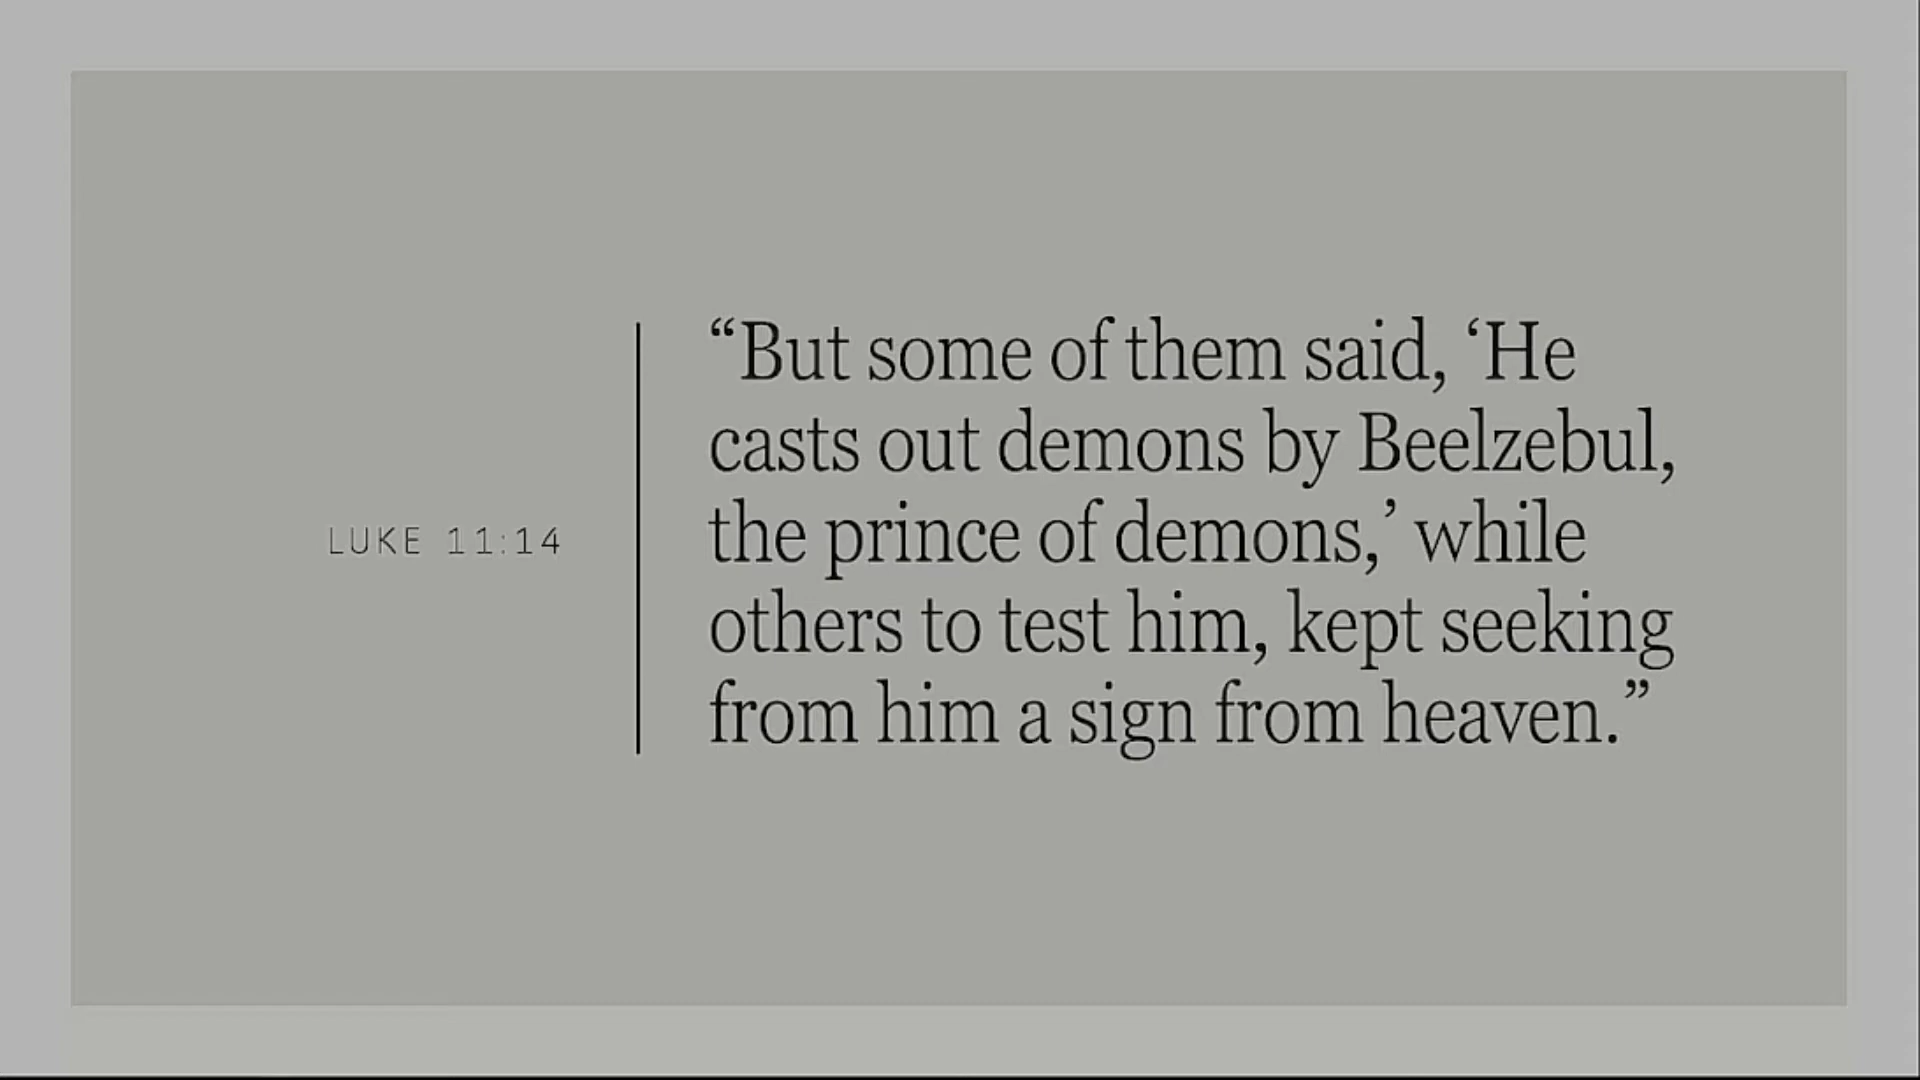 LUKE 11:14
“But some of them said, ‘He
casts out demons by Beelzebul,
the prince of demons,’ while
others to test him, kept seeking
from him a sign from heaven.”